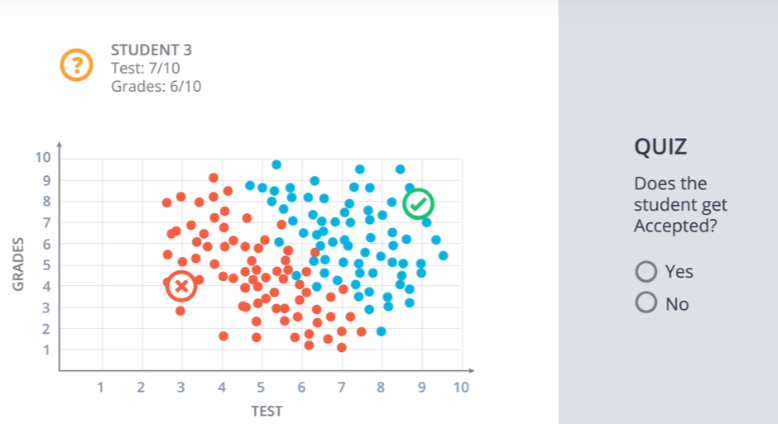 STUDENT 3
Test: 7/10
Grades: 6/10
QUIZ
Does the
student get
Accepted?
Yes
No
GRADES
10
9
8
7
6
5
4
3
2
1
1 2 3 4 5 6 7 8 9 10
TEST